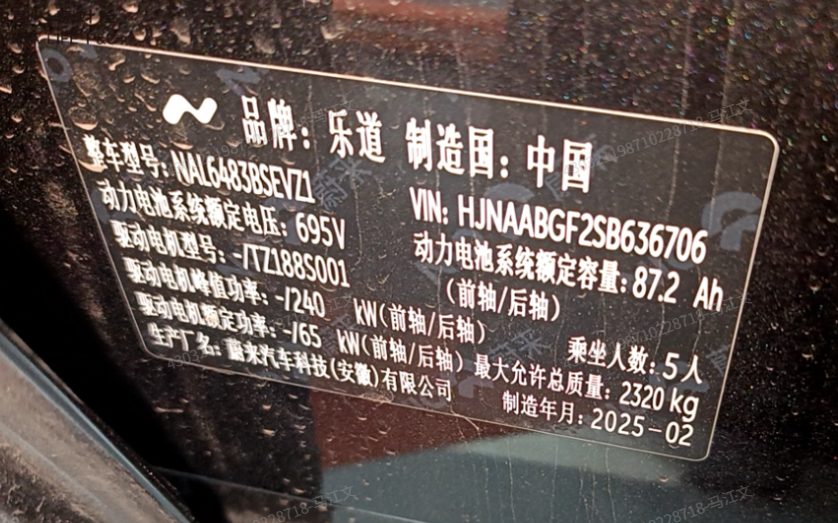 品牌：乐道 制造国：中国
整车型号：NAL6483BSEVZ1 VIN: HJNAABGF2SB636706
动力电池系统额定电压：695V 动力电池系统额定容量：87.2 Ah
驱动电机型号：-/TZ188S001 （前轴/后轴）
驱动电机峰值功率：-/240 kW（前轴/后轴）
驱动电机额定功率：-/65 kW（前轴/后轴） 乘坐人数：5人
最大允许总质量：2320 kg
生产厂名：蔚来汽车科技(安徽)有限公司 制造年月：2025-02